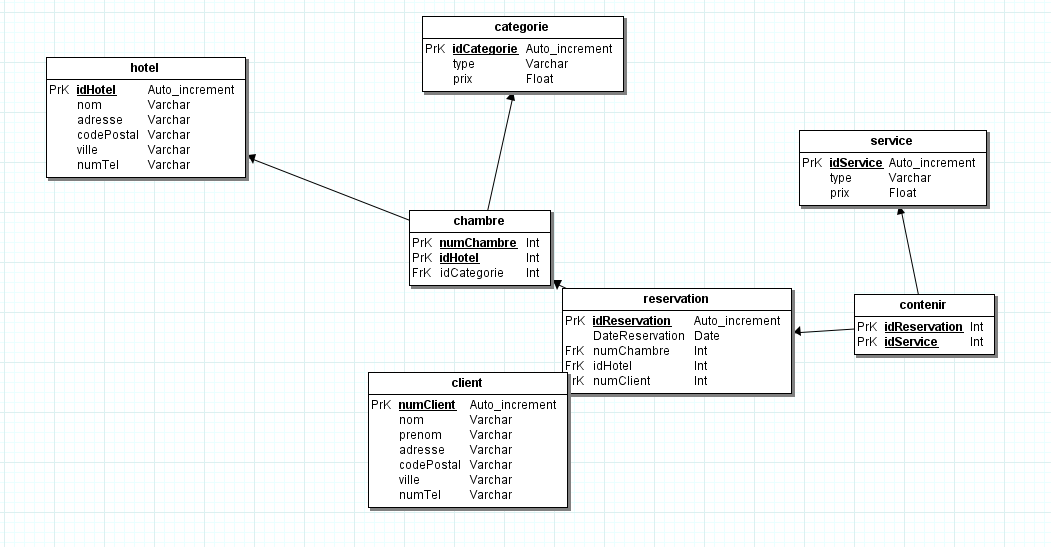 categorie
PrK idCategorie Auto_increment
type Varchar
prix Float
hotel
PrK idHotel Auto_increment
nom Varchar
adresse Varchar
codePostal Varchar
ville Varchar
numTel Varchar
service
PrK idService Auto_increment
type Varchar
prix Float
chambre
PrK numChambre Int
PrK idHotel Int
FrK idCategorie Int
reservation
PrK idReservation Auto_increment
DateReservation Date
FrK numChambre Int
FrK idHotel Int
rK numClient Int
contenir
PrK idReservation Int
PrK idService Int
client
PrK numClient Auto_increment
nom Varchar
prenom Varchar
adresse Varchar
codePostal Varchar
ville Varchar
numTel Varchar